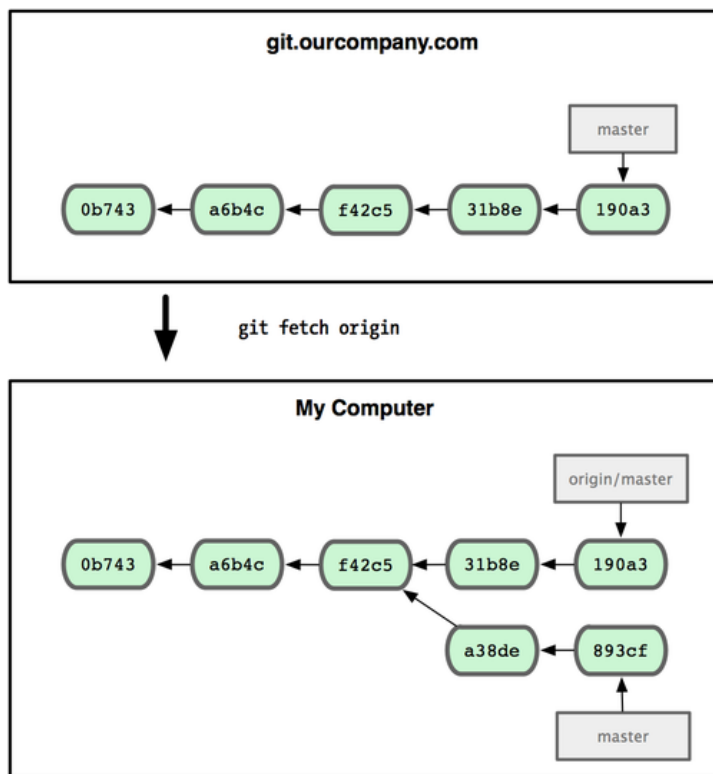 git.ourcompany.com
master
0b743 a6b4c f42c5 31b8e 190a3
git fetch origin
My Computer
origin/master
0b743 a6b4c f42c5 31b8e 190a3
a38de 893cf
master